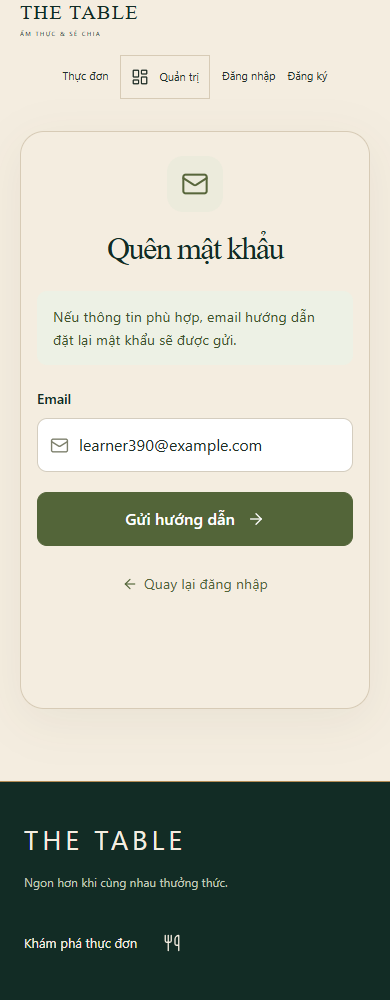 THE TABLE
ẨM THỰC & SẺ CHIA
Thực đơn
Quản trị
Đăng nhập
Đăng ký
Quên mật khẩu
Nếu thông tin phù hợp, email hướng dẫn
đặt lại mật khẩu sẽ được gửi.
Email
learner390@example.com
Gửi hướng dẫn
Quay lại đăng nhập
THE TABLE
Ngon hơn khi cùng nhau thưởng thức.
Khám phá thực đơn